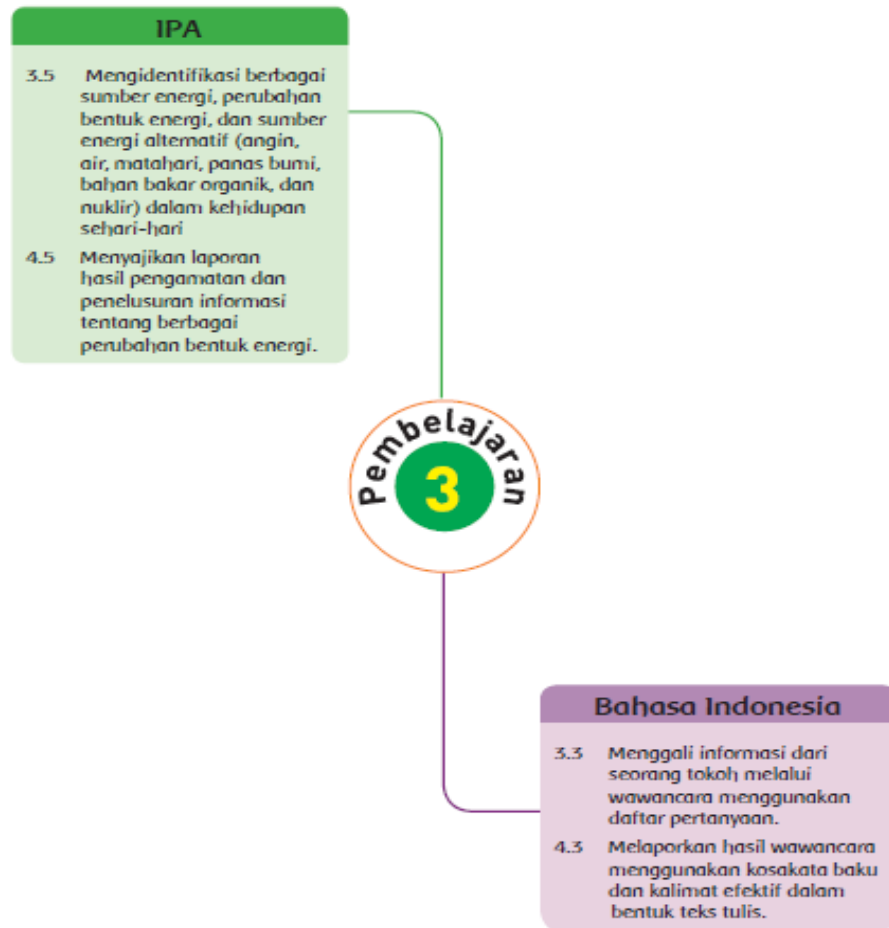 IPA
3.5 Mengidentifikasi berbagai
sumber energi, perubahan
bentuk energi, dan sumber
energi alternatif (angin,
air, matahari, panas bumi,
bahan bakar organik, dan
nuklir) dalam kehidupan
sehari-hari
4.5 Menyajikan laporan
hasil pengamatan dan
penelusuran informasi
tentang berbagai
perubahan bentuk energi.
Pembelajaran
3
Bahasa Indonesia
3.3 Menggali informasi dari
seorang tokoh melalui
wawancara menggunakan
daftar pertanyaan.
4.3 Melaporkan hasil wawancara
menggunakan kosakata baku
dan kalimat efektif dalam
bentuk teks tulis.